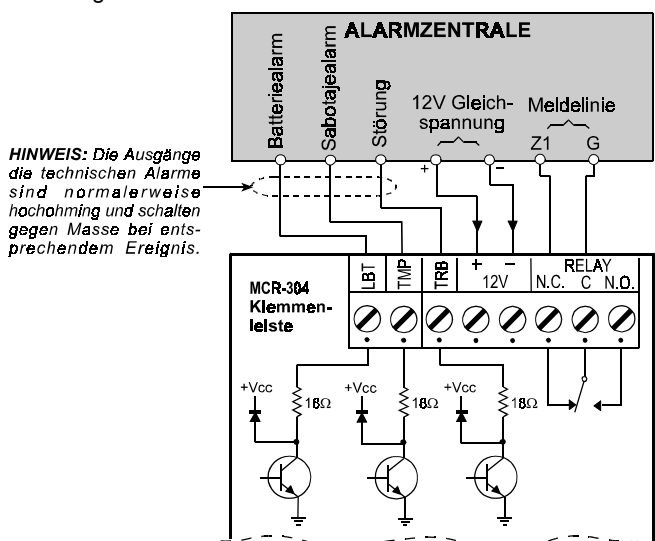 ALARMZENTRALE
Batteriealarm
Sabotajealarm
Störung
12V Gleich-
spannung
Meldelinie
Z1
G
+
–
HINWEIS: Die Ausgänge
die technischen Alarme
sind normalerweise
hochohming und schalten
gegen Masse bei ents-
prechendem Ereignis.
MCR-304
Klemmen-
leiste
LBT
TMP
TRB
+ –
12V
RELAY
N.C. C N.O.
+Vcc
18Ω
+Vcc
18Ω
+Vcc
18Ω